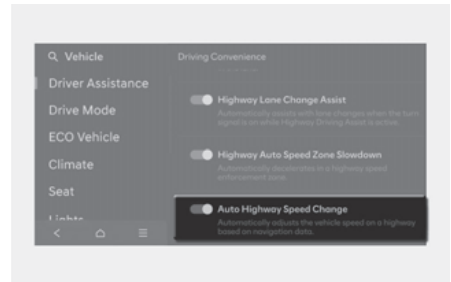 Vehicle
Driving Convenience
Driver Assistance
Drive Mode
ECO Vehicle
Climate
Seat
Lights
Highway Lane Change Assist
Automatically assists with lane changes when the turn
signal is on while Highway Driving Assist is active.
Highway Auto Speed Zone Slowdown
Automatically decelerates in a highway speed
enforcement zone.
Auto Highway Speed Change
Automatically adjusts the vehicle speed on a highway
based on navigation data.